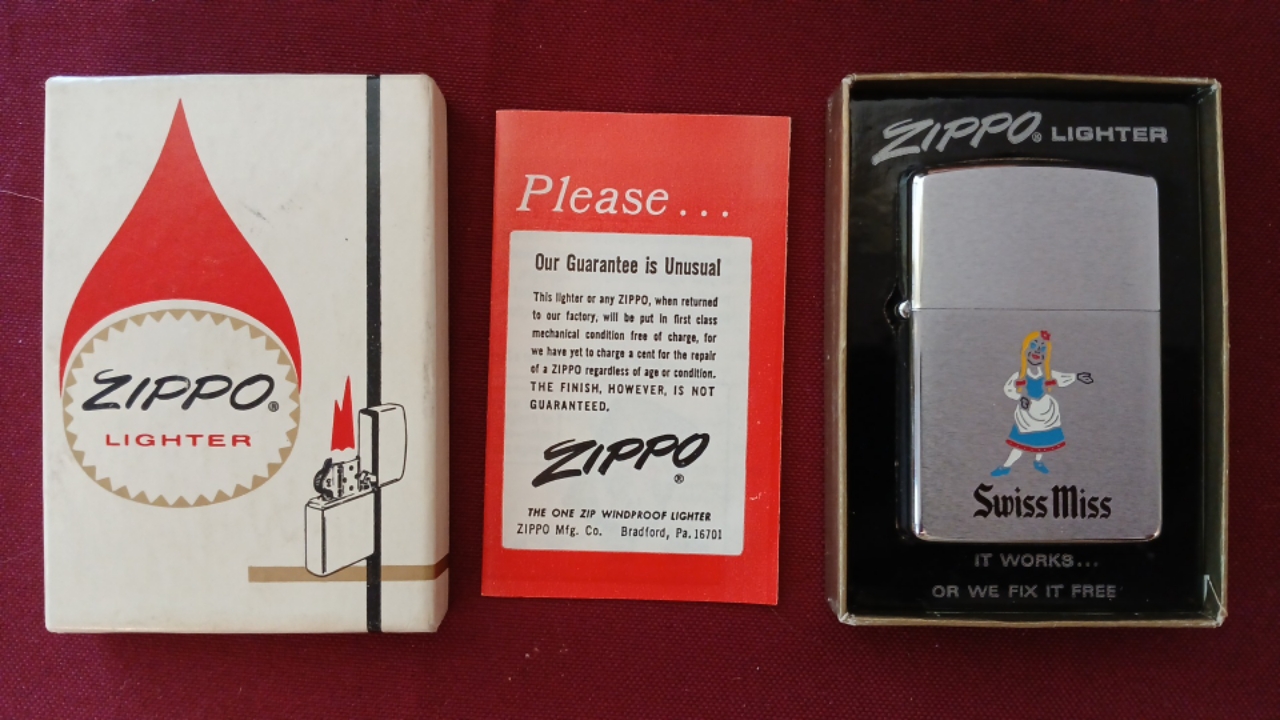 ZIPPO®
LIGHTER
Please...
Our Guarantee is Unusual
This lighter or any ZIPPO, when returned
to our factory, will be put in first class
mechanical condition free of charge, for
we have yet to charge a cent for the repair
of a ZIPPO regardless of age or condition.
THE FINISH, HOWEVER, IS NOT
GUARANTEED.
ZIPPO®
THE ONE ZIP WINDPROOF LIGHTER
ZIPPO Mfg. Co. Bradford, Pa. 16701
ZIPPO® LIGHTER
Swiss Miss
IT WORKS...
OR WE FIX IT FREE